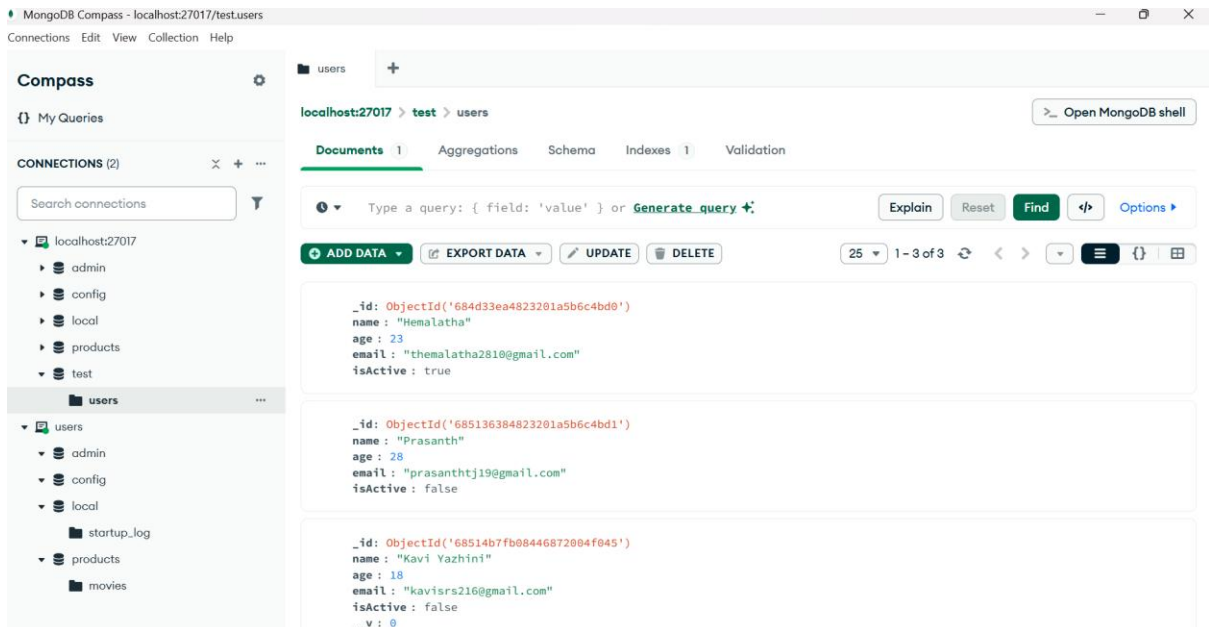 MongoDB Compass - localhost:27017/test.users
Connections Edit View Collection Help
Compass
{} My Queries
CONNECTIONS (2)
Search connections
localhost:27017
admin
config
local
products
test
users
users
admin
config
local
startup_log
products
movies
users
localhost:27017 > test > users
>_ Open MongoDB shell
Documents 1 Aggregations Schema Indexes 1 Validation
Type a query: { field: 'value' } or Generate query
Explain Reset Find </> Options
ADD DATA EXPORT DATA UPDATE DELETE
25 1 – 3 of 3 {}
_id: ObjectId('684d33ea4823201a5b6c4bd0')
name : "Hemalatha"
age : 23
email : "themalatha2810@gmail.com"
isActive : true
_id: ObjectId('685136384823201a5b6c4bd1')
name : "Prasanth"
age : 28
email : "prasanthtj19@gmail.com"
isActive : false
_id: ObjectId('68514b7fb08446872004f045')
name : "Kavi Yazhini"
age : 18
email : "kavisrs216@gmail.com"
isActive : false
__v : 0